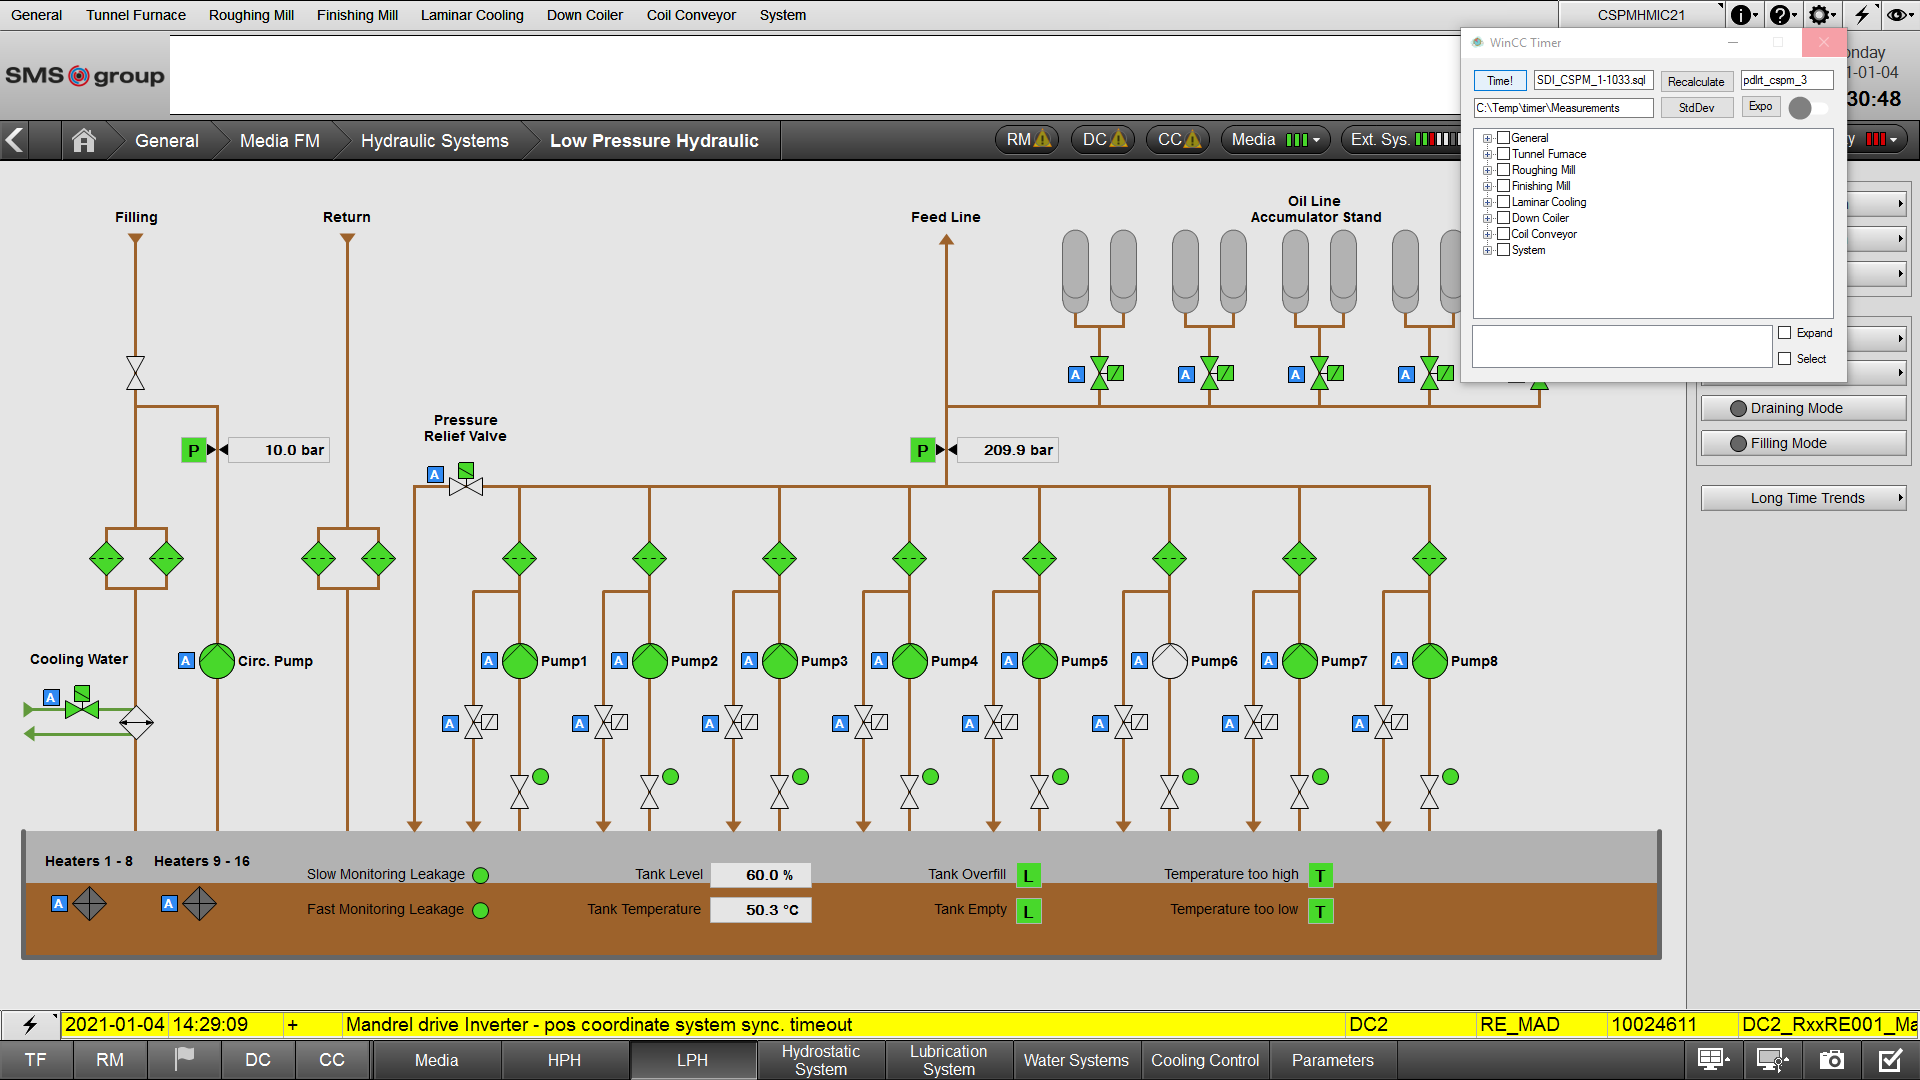 General Tunnel Furnace Roughing Mill Finishing Mill Laminar Cooling Down Coiler Coil Conveyor System CSPMHMIC21
SMS group
WinCC Timer
Time! SDI_CSPM_1-1033.sql Recalculate pdlrt_cspm_3
C:\Temp\timer\Measurements StdDev Expo
onday
1-01-04
30:48
General Media FM Hydraulic Systems Low Pressure Hydraulic RM DC CC Media Ext. Sys. y
General
Tunnel Furnace
Roughing Mill
Finishing Mill
Laminar Cooling
Down Coiler
Coil Conveyor
System
Expand
Select
Filling Return Feed Line Oil Line
Accumulator Stand
A A A A
Draining Mode
Filling Mode
Long Time Trends
Pressure
Relief Valve
P 10.0 bar A P 209.9 bar
Cooling Water A Circ. Pump A Pump1 A Pump2 A Pump3 A Pump4 A Pump5 A Pump6 A Pump7 A Pump8
A A A A A A A A A
Heaters 1 - 8 Heaters 9 - 16
Slow Monitoring Leakage Tank Level 60.0 % Tank Overfill L Temperature too high T
A A Fast Monitoring Leakage Tank Temperature 50.3 °C Tank Empty L Temperature too low T
2021-01-04 14:29:09 + Mandrel drive Inverter - pos coordinate system sync. timeout DC2 RE_MAD 10024611 DC2_RxxRE001_Ma
TF RM DC CC Media HPH LPH Hydrostatic System Lubrication System Water Systems Cooling Control Parameters